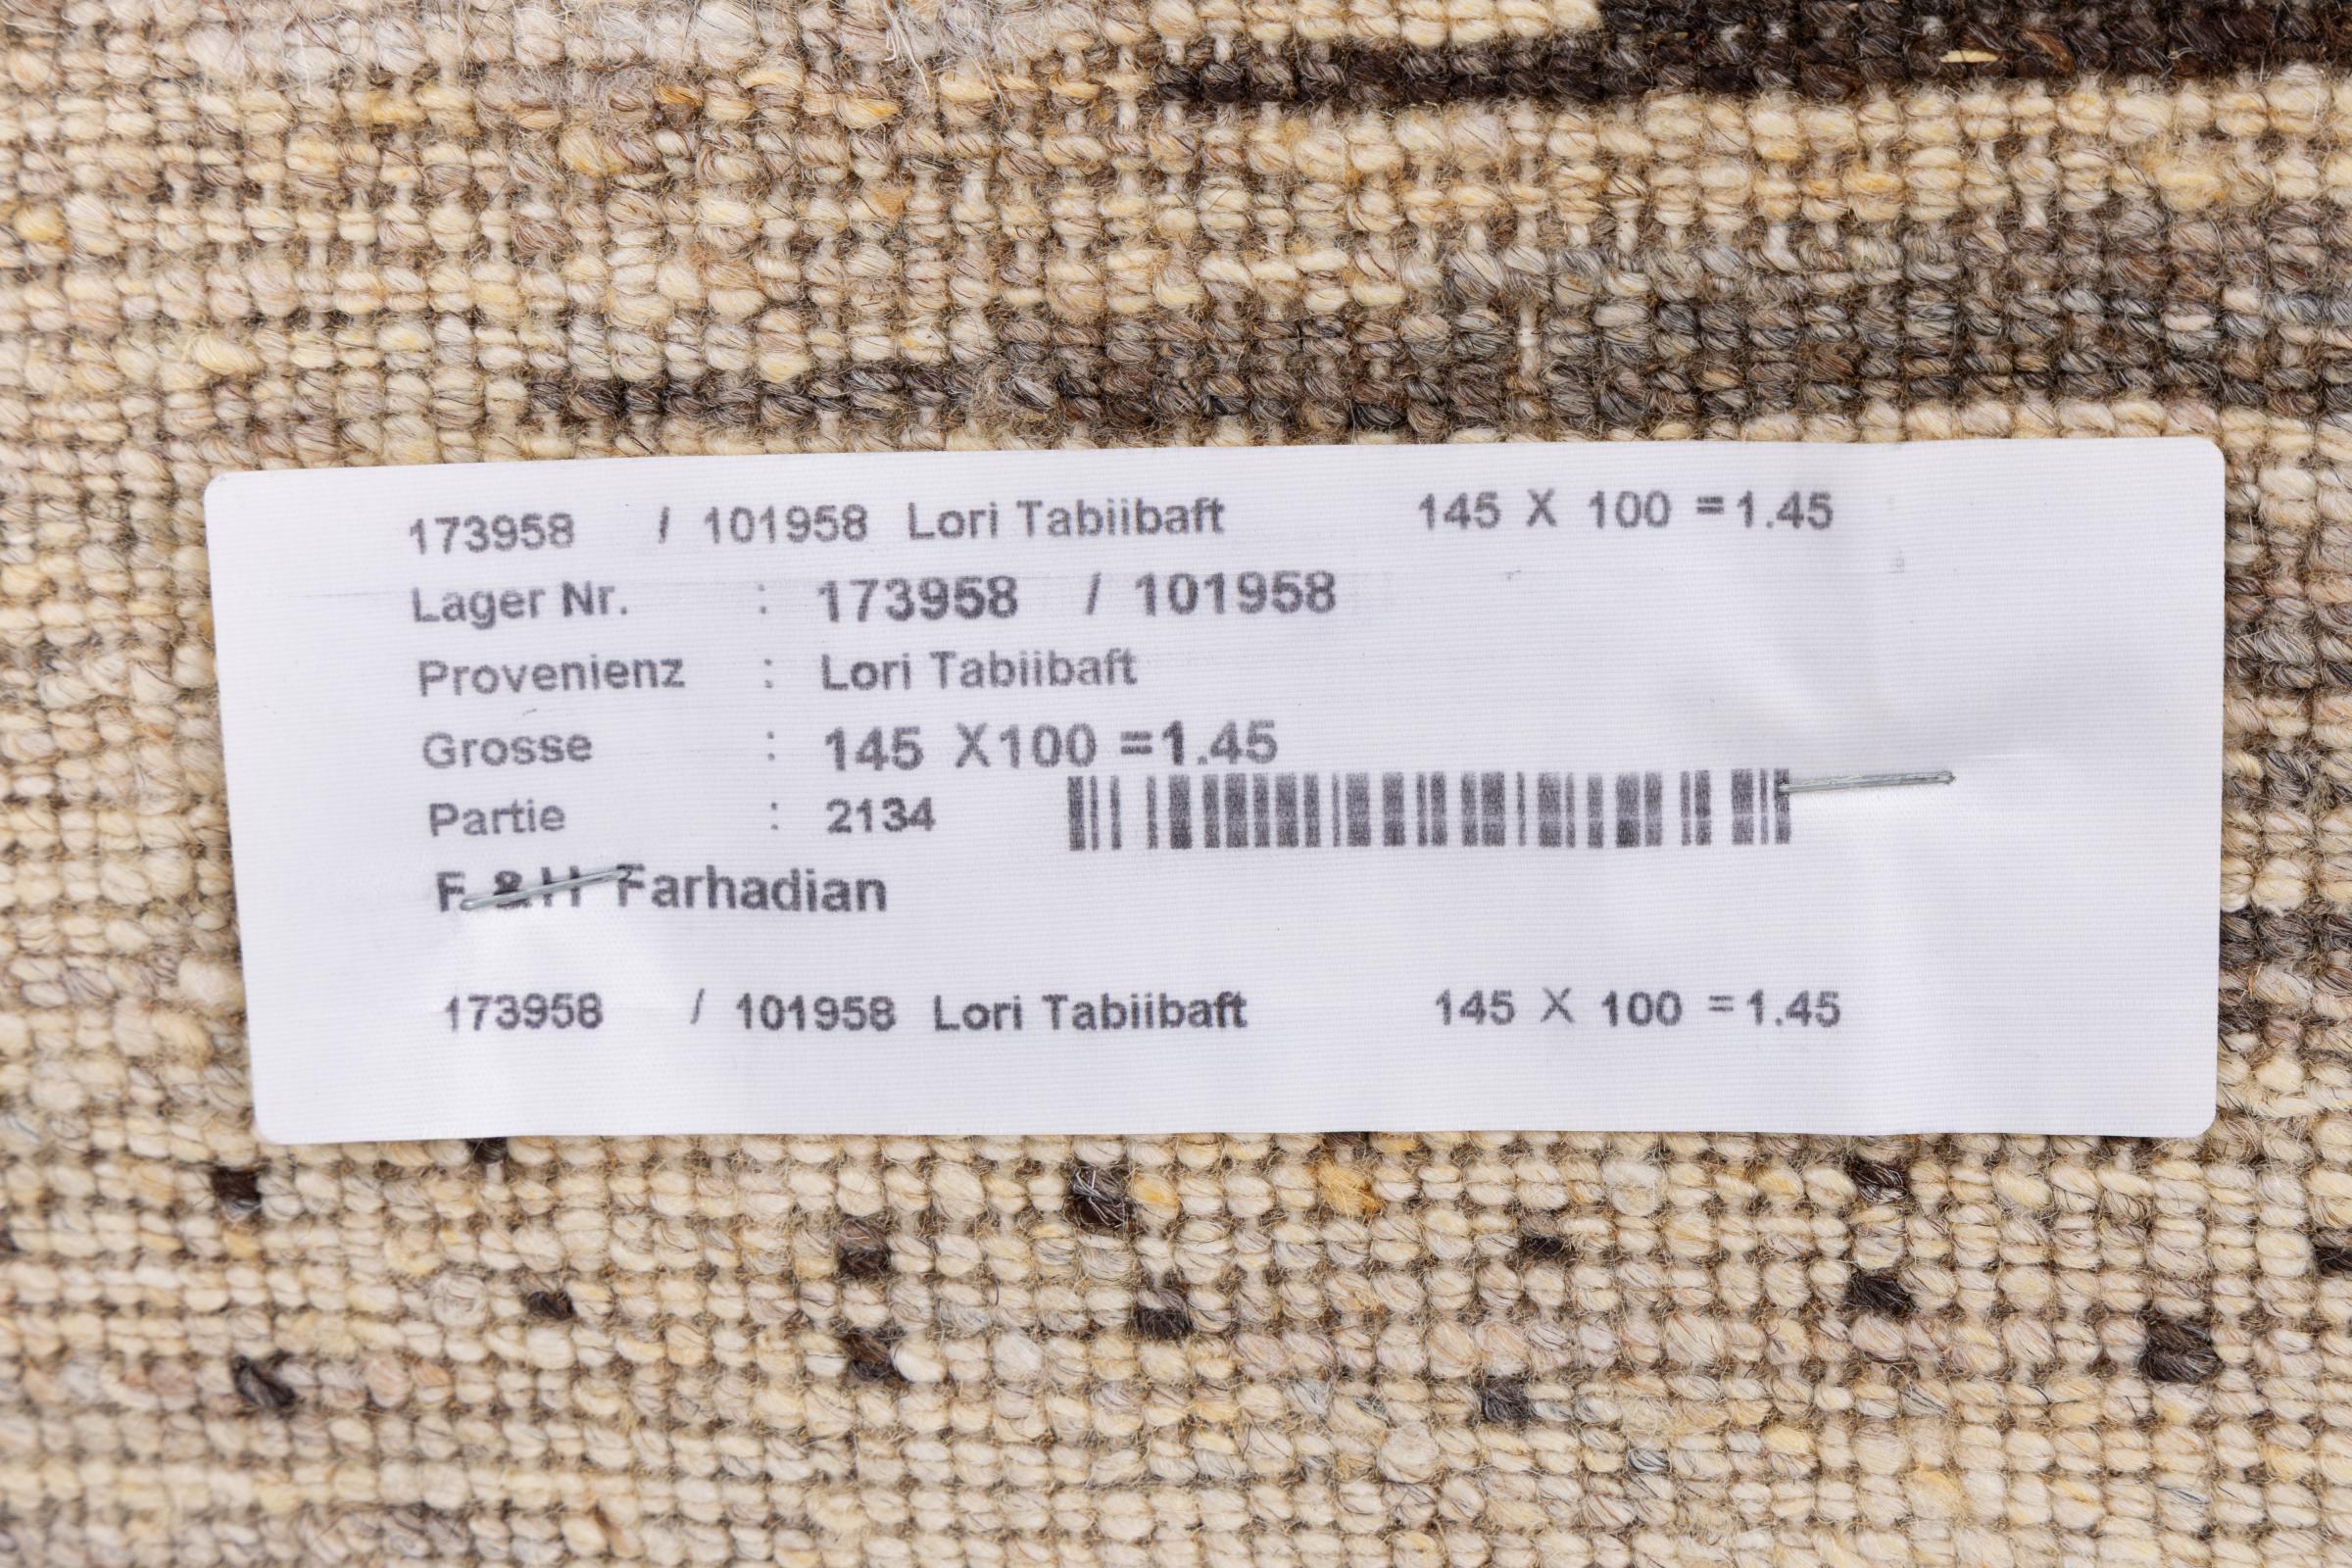 173958 / 101958 Lori Tabiibaft 145 X 100 =1.45
Lager Nr. : 173958 / 101958
Provenienz : Lori Tabiibaft
Grosse : 145 X100 =1.45
Partie : 2134
F & H Farhadian
173958 / 101958 Lori Tabiibaft 145 X 100 =1.45